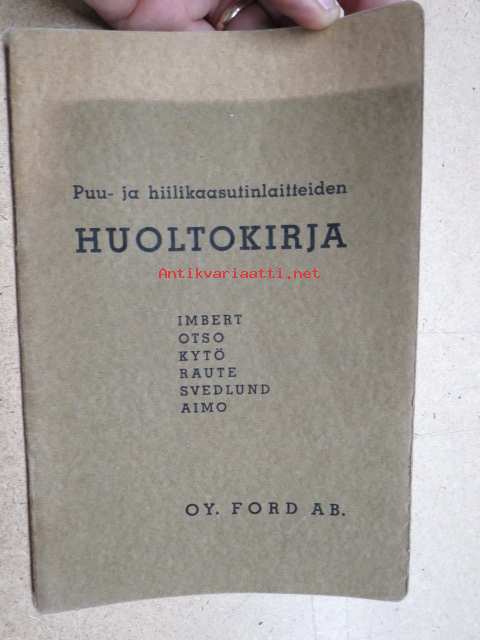 Puu- ja hiilikaasutinlaitteiden
HUOLTOKIRJA
Antikvariaatti.net
IMBERT
OTSO
KYTÖ
RAUTE
SVEDLUND
AIMO
OY. FORD AB.